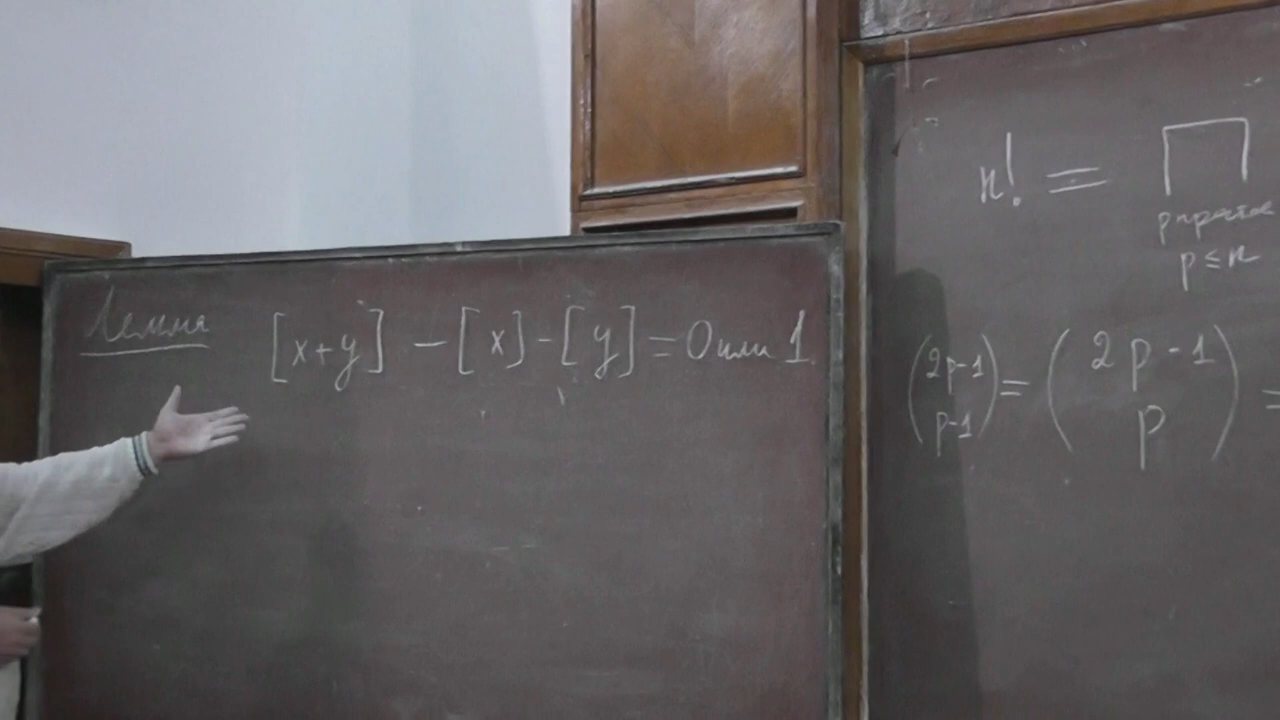 Лемма [x+y] - [x] - [y] = 0 или 1
n! = ∏
p простое
p ≤ n
(2p-1 p-1) = (2p-1 p) =